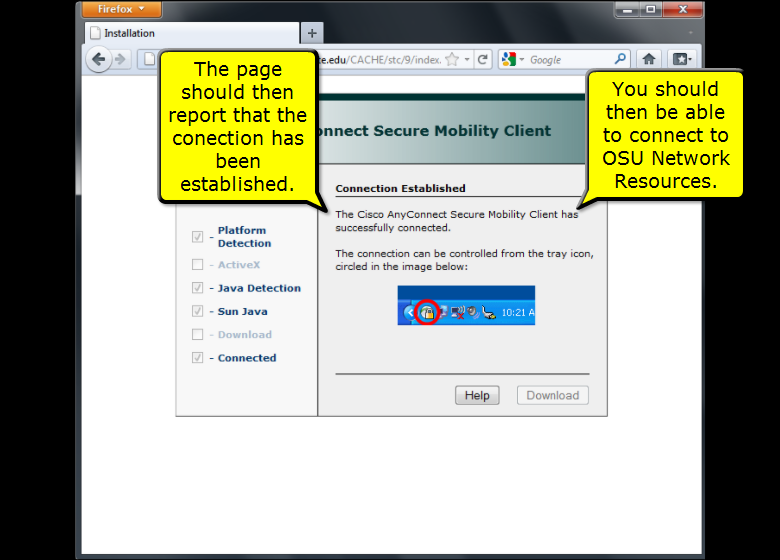 Firefox
Installation
te.edu/CACHE/stc/9/index.
Google
The page
should then
report that the
conection has
been
established.
You should
then be able
to connect to
OSU Network
Resources.
nnect Secure Mobility Client
Connection Established
The Cisco AnyConnect Secure Mobility Client has
successfully connected.
The connection can be controlled from the tray icon,
circled in the image below:
10:21 A
- Platform
Detection
- ActiveX
- Java Detection
- Sun Java
- Download
- Connected
Help
Download